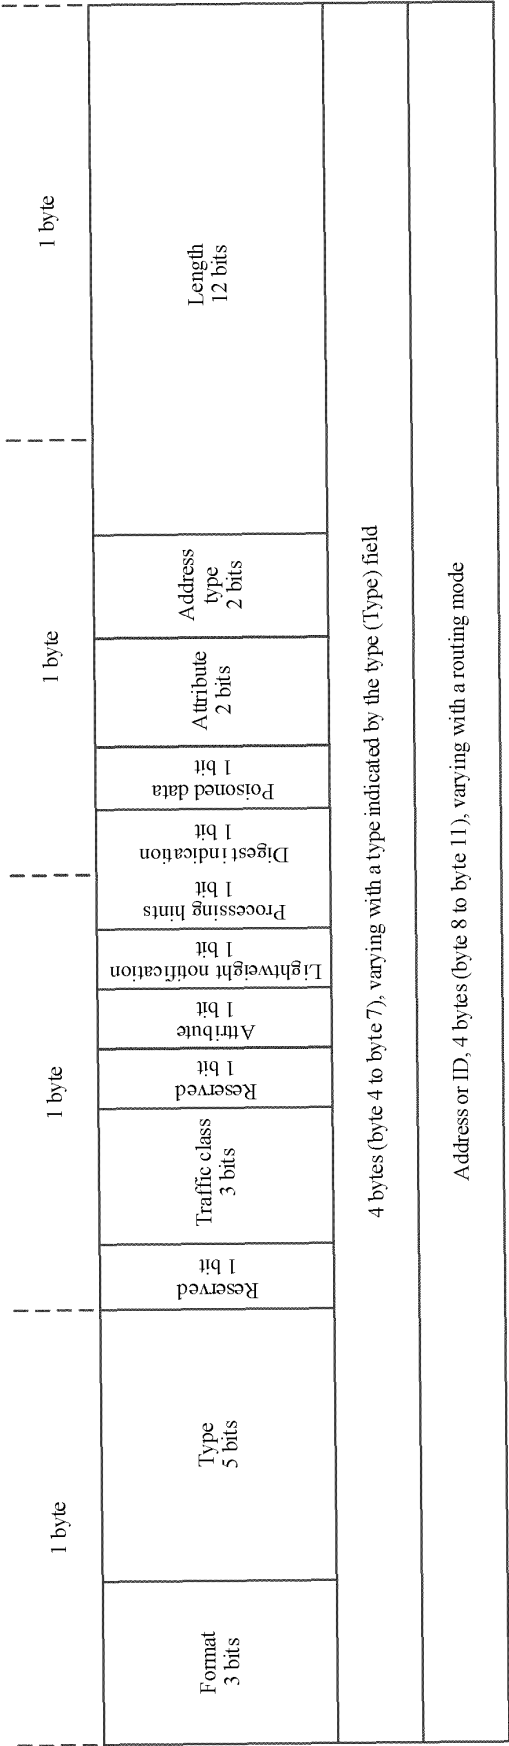 1 byte
1 byte
1 byte
1 byte
Format
3 bits
Type
5 bits
Reserved
1 bit
Traffic class
3 bits
Reserved
1 bit
Attribute
1 bit
Lightweight notification
1 bit
Processing hints
1 bit
Digest indication
1 bit
Poisoned data
1 bit
Attribute
2 bits
Address
type
2 bits
Length
12 bits
4 bytes (byte 4 to byte 7), varying with a type indicated by the type (Type) field
Address or ID, 4 bytes (byte 8 to byte 11), varying with a routing mode